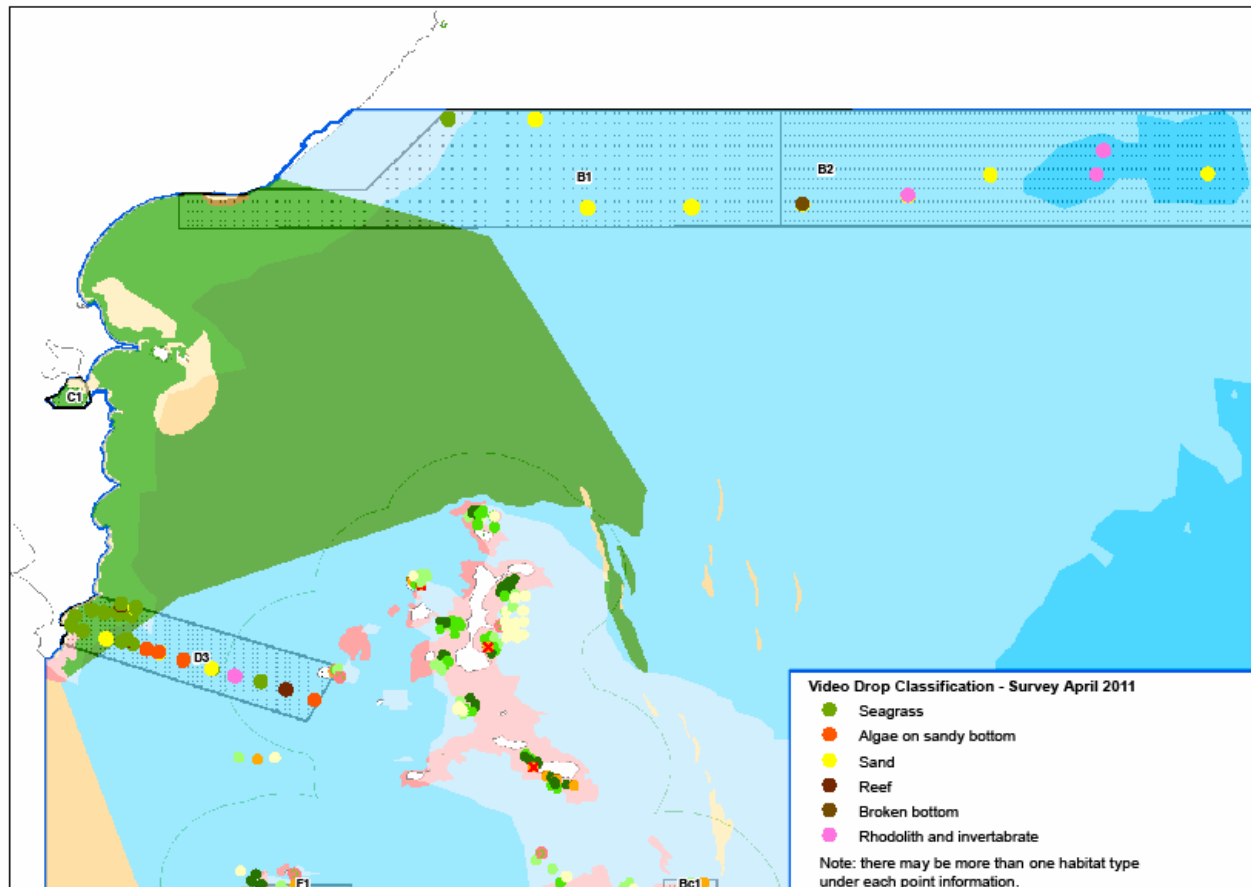 B1
B2
C1
D3
Video Drop Classification - Survey April 2011
Seagrass
Algae on sandy bottom
Sand
Reef
Broken bottom
Rhodolith and invertabrate
Note: there may be more than one habitat type
under each point information.
F1
Bc1